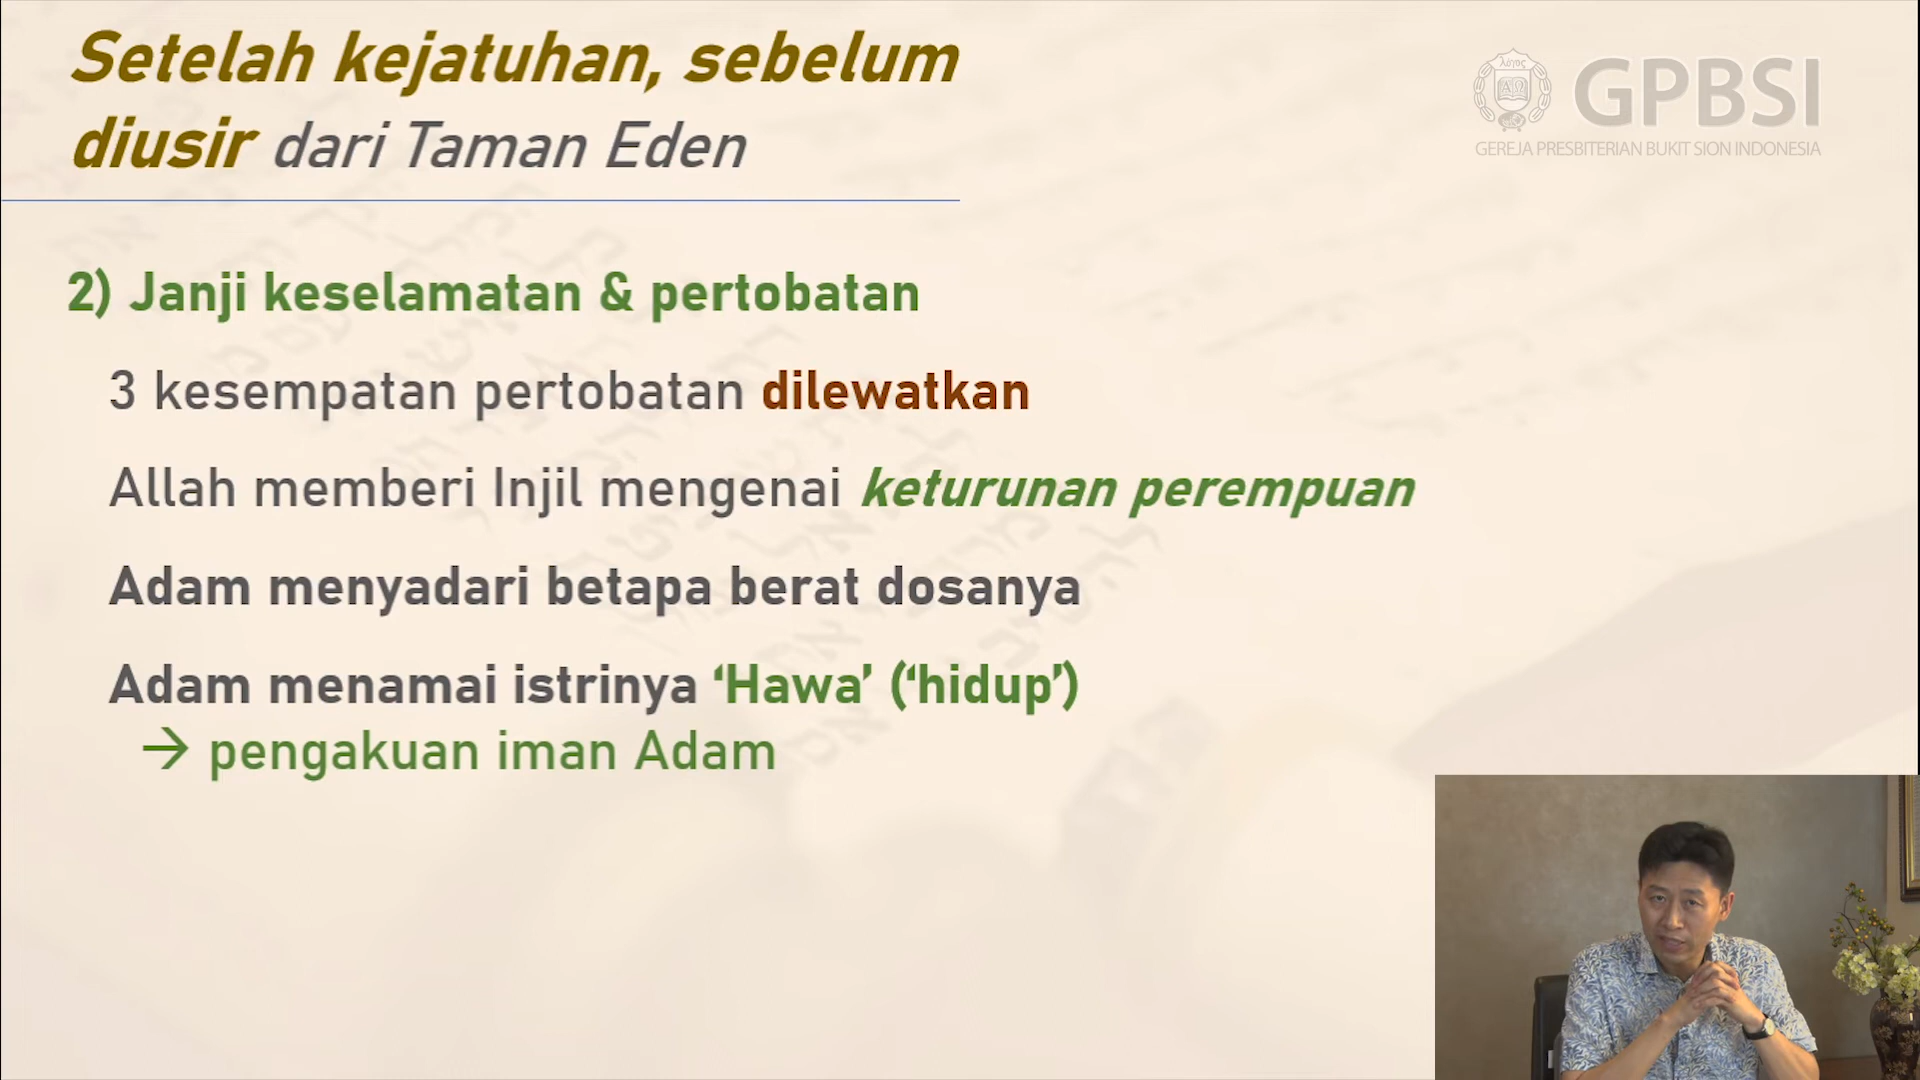 Setelah kejatuhan, sebelum
diusir dari Taman Eden
λόγος
A Ω
GPBSI
GEREJA PRESBITERIAN BUKIT SION INDONESIA
2) Janji keselamatan & pertobatan
3 kesempatan pertobatan dilewatkan
Allah memberi Injil mengenai keturunan perempuan
Adam menyadari betapa berat dosanya
Adam menamai istrinya ‘Hawa’ (‘hidup’)
→ pengakuan iman Adam